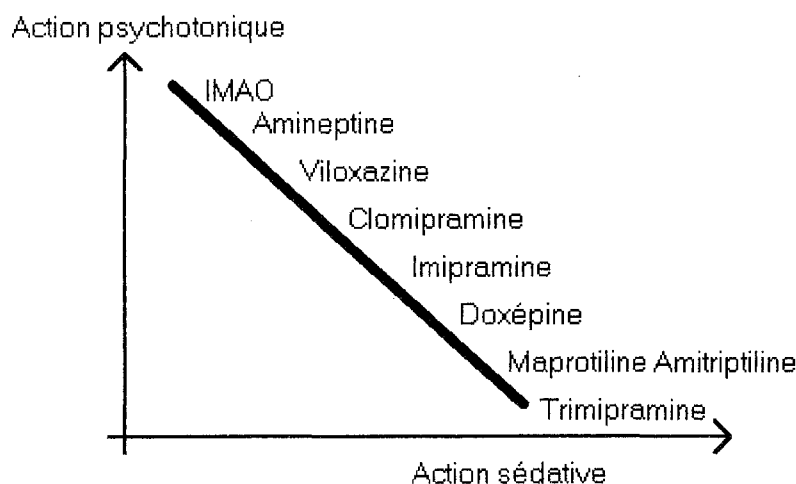 Action psychotonique
IMAO
Amineptine
Viloxazine
Clomipramine
Imipramine
Doxépine
Maprotiline Amitriptiline
Trimipramine
Action sédative